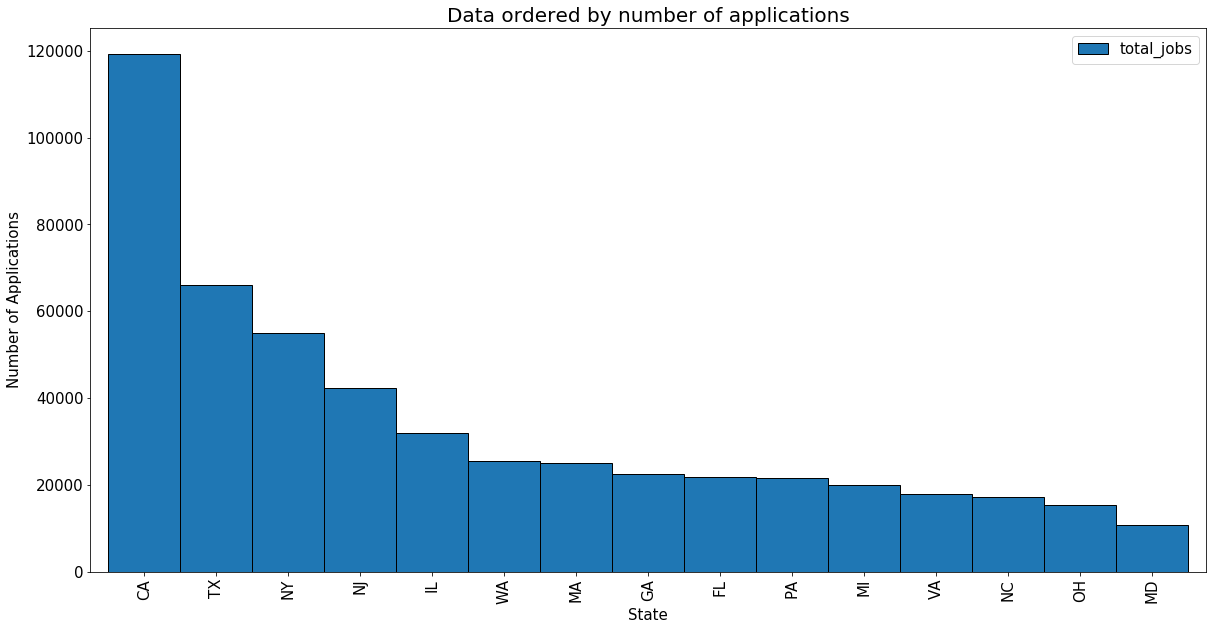 Data ordered by number of applications
total_jobs
Number of Applications
120000
100000
80000
60000
40000
20000
0
CA TX NY NJ IL WA MA GA FL PA MI VA NC OH MD
State